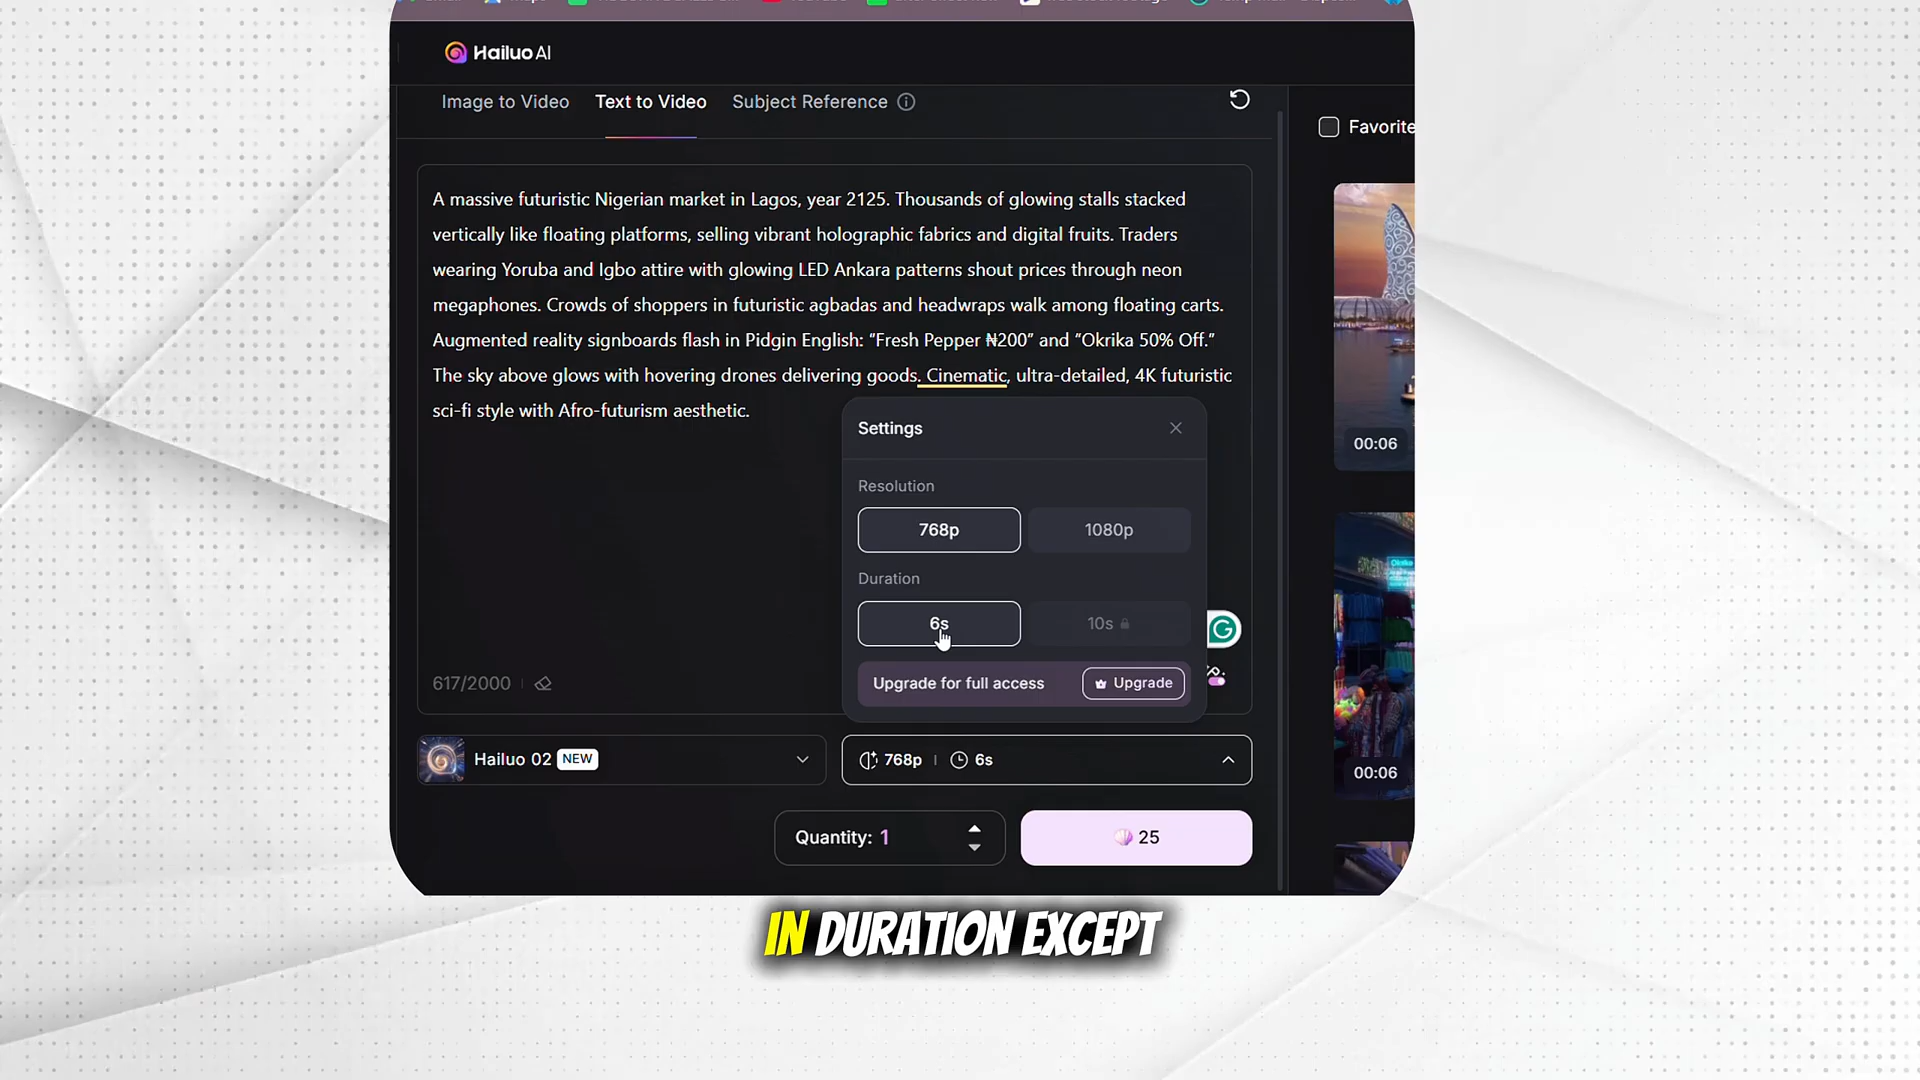 Hailuo AI
Image to Video Text to Video Subject Reference
Favorite
A massive futuristic Nigerian market in Lagos, year 2125. Thousands of glowing stalls stacked
vertically like floating platforms, selling vibrant holographic fabrics and digital fruits. Traders
wearing Yoruba and Igbo attire with glowing LED Ankara patterns shout prices through neon
megaphones. Crowds of shoppers in futuristic agbadas and headwraps walk among floating carts.
Augmented reality signboards flash in Pidgin English: “Fresh Pepper ₦200” and “Okrika 50% Off.”
The sky above glows with hovering drones delivering goods. Cinematic, ultra-detailed, 4K futuristic
sci-fi style with Afro-futurism aesthetic.
Settings
00:06
Resolution
768p 1080p
Duration
6s 10s
Upgrade for full access Upgrade
617/2000
Hailuo 02 NEW
768p 6s
00:06
Quantity: 1
25
IN DURATION EXCEPT